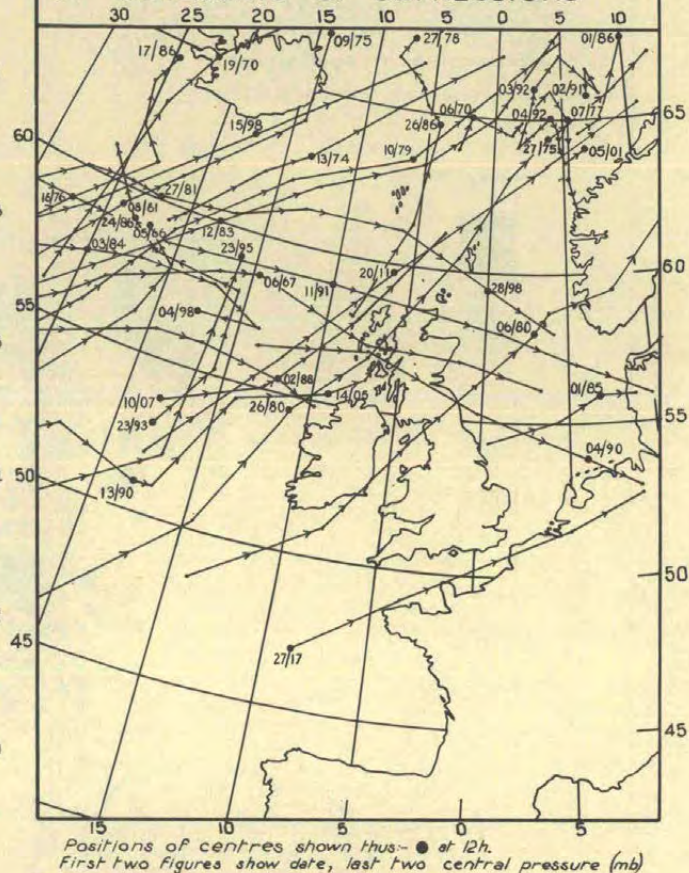 30 25 20 15 10 5 0 5 10
17/86 19/70 09/75 27/78 01/86
03/92 02/91
15/98 06/70 04/92 07/77 65
60 26/86
13/74 10/79 27/75 05/01
16/76 27/81
08/61
24/86 05/66 12/83
03/84 23/95
06/67 11/91 20/11 60
28/98
55 04/98 06/80
02/88 01/85
10/07 26/80 14/05 55
23/93
04/90
50 13/90
50
45 27/17
45
15 10 5 0 5
Positions of centres shown thus:- ● at 12h.
First two figures show date, last two central pressure (mb)